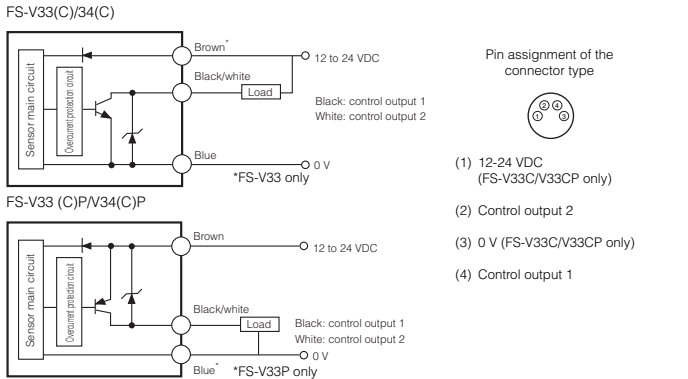 FS-V33(C)/34(C)
Sensor main circuit
Overcurrent protection circuit
Brown*
12 to 24 VDC
Black/white
Load
Black: control output 1
White: control output 2
Blue
0 V
*FS-V33 only
FS-V33 (C)P/V34(C)P
Sensor main circuit
Overcurrent protection circuit
Brown
12 to 24 VDC
Black/white
Load
Black: control output 1
White: control output 2
0 V
Blue*
*FS-V33P only
Pin assignment of the
connector type
② ④
① ③
(1) 12-24 VDC
(FS-V33C/V33CP only)
(2) Control output 2
(3) 0 V (FS-V33C/V33CP only)
(4) Control output 1